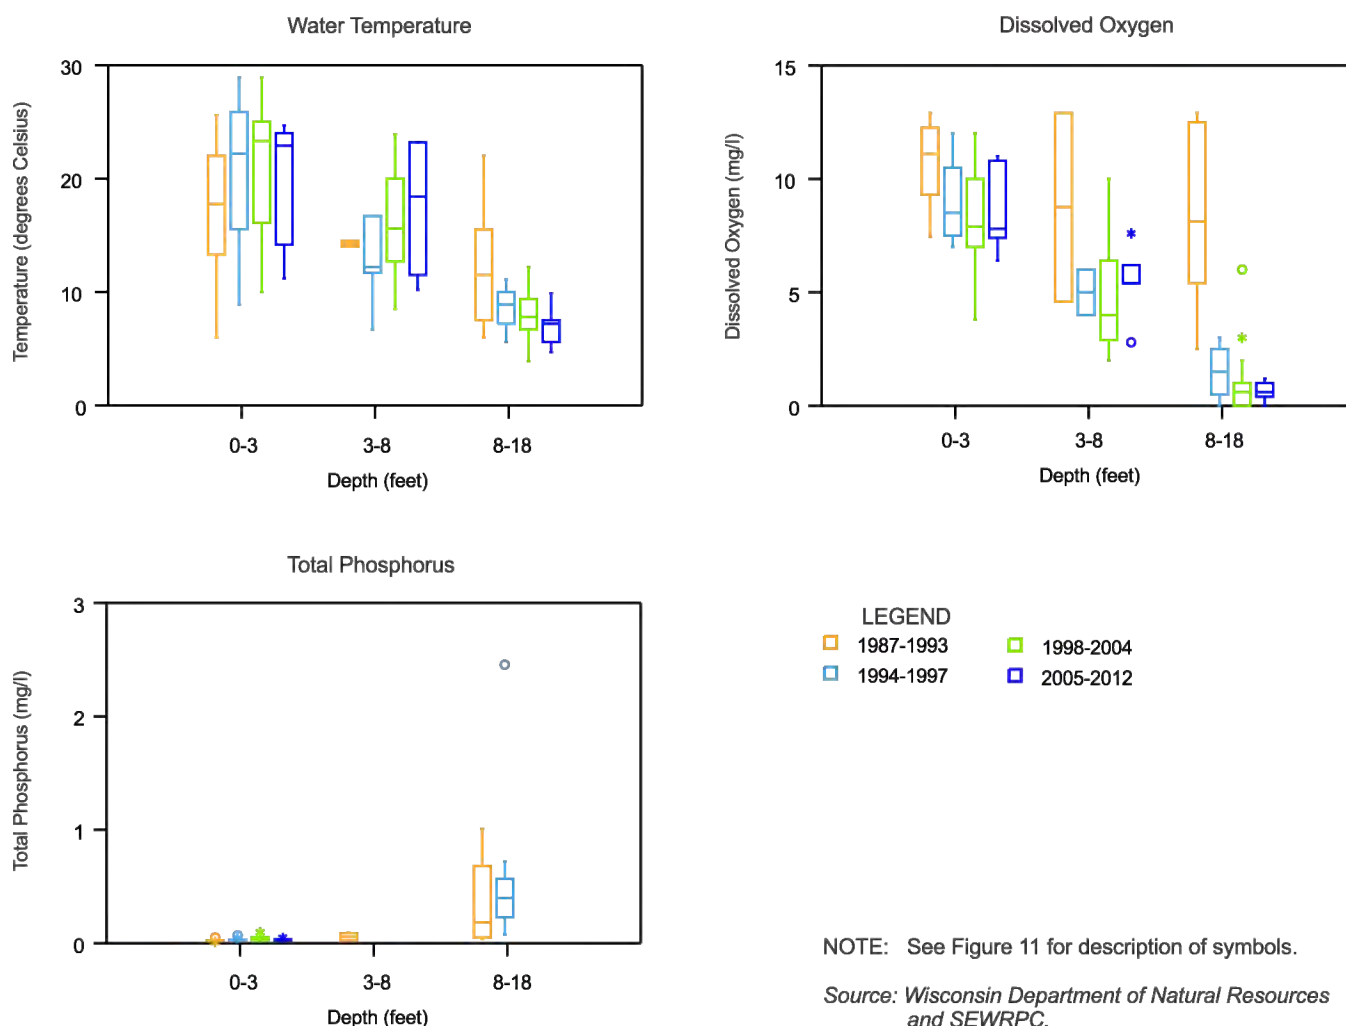 Water Temperature
30
20
10
0
Temperature (degrees Celsius)
0-3
3-8
8-18
Depth (feet)
Dissolved Oxygen
15
10
5
0
Dissolved Oxygen (mg/l)
0-3
3-8
8-18
Depth (feet)
Total Phosphorus
3
2
1
0
Total Phosphorus (mg/l)
0-3
3-8
8-18
Depth (feet)
LEGEND
1987-1993
1998-2004
1994-1997
2005-2012
NOTE: See Figure 11 for description of symbols.
Source: Wisconsin Department of Natural Resources
and SEWRPC.